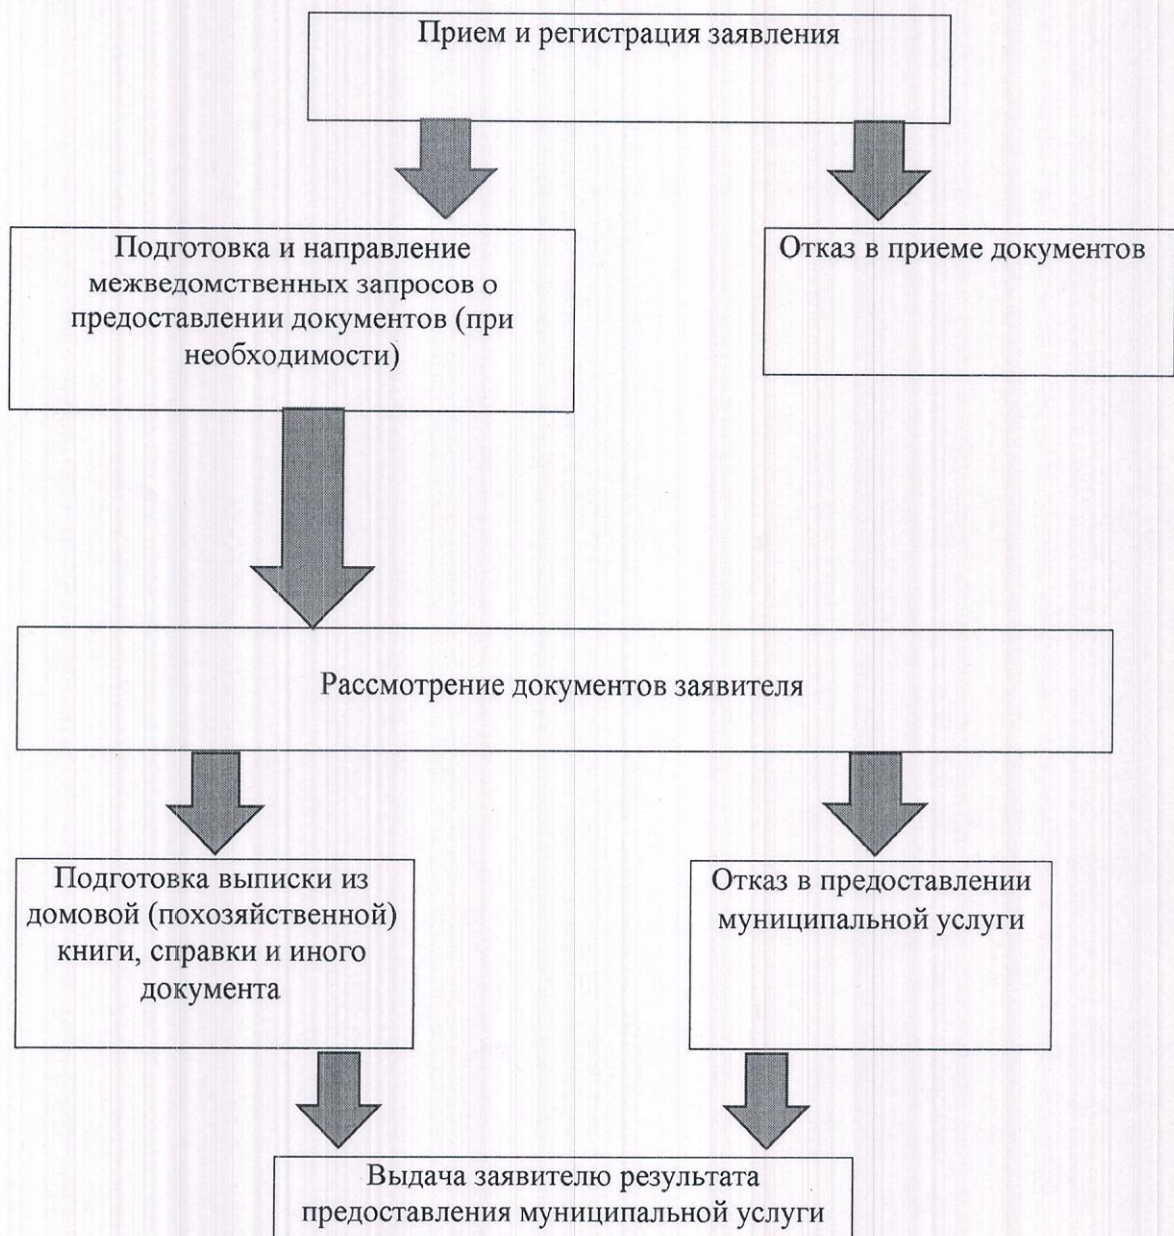 Прием и регистрация заявления
Подготовка и направление
межведомственных запросов о
предоставлении документов (при
необходимости)
Отказ в приеме документов
Рассмотрение документов заявителя
Подготовка выписки из
домовой (похозяйственной)
книги, справки и иного
документа
Отказ в предоставлении
муниципальной услуги
Выдача заявителю результата
предоставления муниципальной услуги